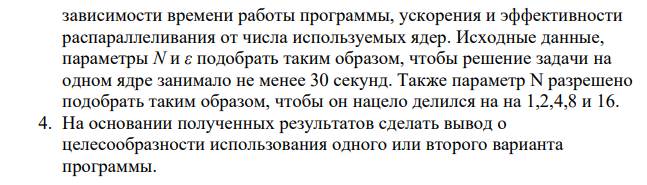 зависимости времени работы программы, ускорения и эффективности
распараллеливания от числа используемых ядер. Исходные данные,
параметры N и ε подобрать таким образом, чтобы решение задачи на
одном ядре занимало не менее 30 секунд. Также параметр N разрешено
подобрать таким образом, чтобы он нацело делился на на 1,2,4,8 и 16.
4. На основании полученных результатов сделать вывод о
целесообразности использования одного или второго варианта
программы.